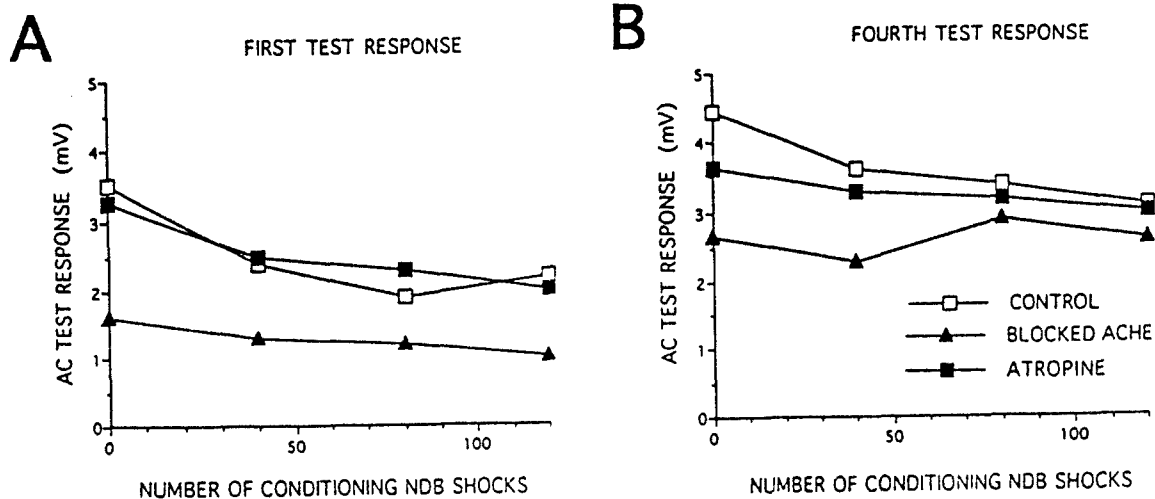 A
FIRST TEST RESPONSE
5
4
3
2
1
0
AC TEST RESPONSE (mV)
0
50
100
NUMBER OF CONDITIONING NDB SHOCKS
B
FOURTH TEST RESPONSE
5
4
3
2
1
0
AC TEST RESPONSE (mV)
CONTROL
BLOCKED ACHE
ATROPINE
0
50
100
NUMBER OF CONDITIONING NDB SHOCKS